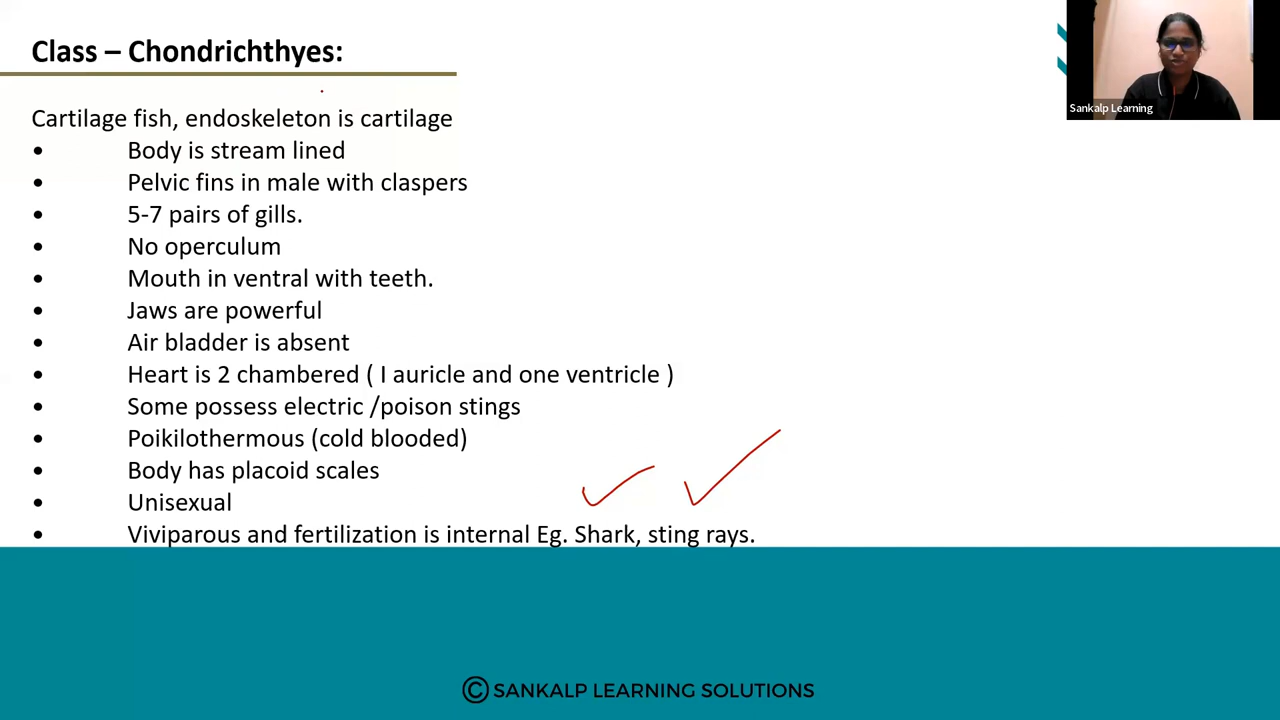 Class – Chondrichthyes:
Sankalp Learning
Cartilage fish, endoskeleton is cartilage
• Body is stream lined
• Pelvic fins in male with claspers
• 5-7 pairs of gills.
• No operculum
• Mouth in ventral with teeth.
• Jaws are powerful
• Air bladder is absent
• Heart is 2 chambered ( I auricle and one ventricle )
• Some possess electric /poison stings
• Poikilothermous (cold blooded)
• Body has placoid scales
• Unisexual
• Viviparous and fertilization is internal Eg. Shark, sting rays.
© SANKALP LEARNING SOLUTIONS